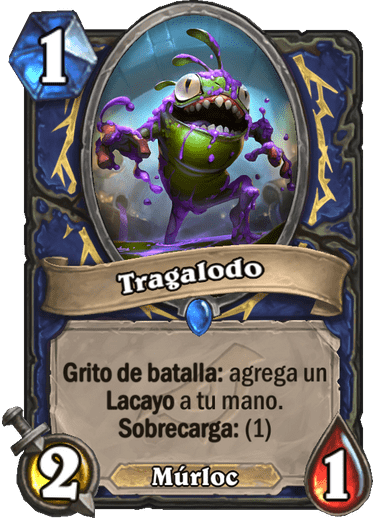 1
Tragalodo
Grito de batalla: agrega un
Lacayo a tu mano.
Sobrecarga: (1)
2
Múrloc
1